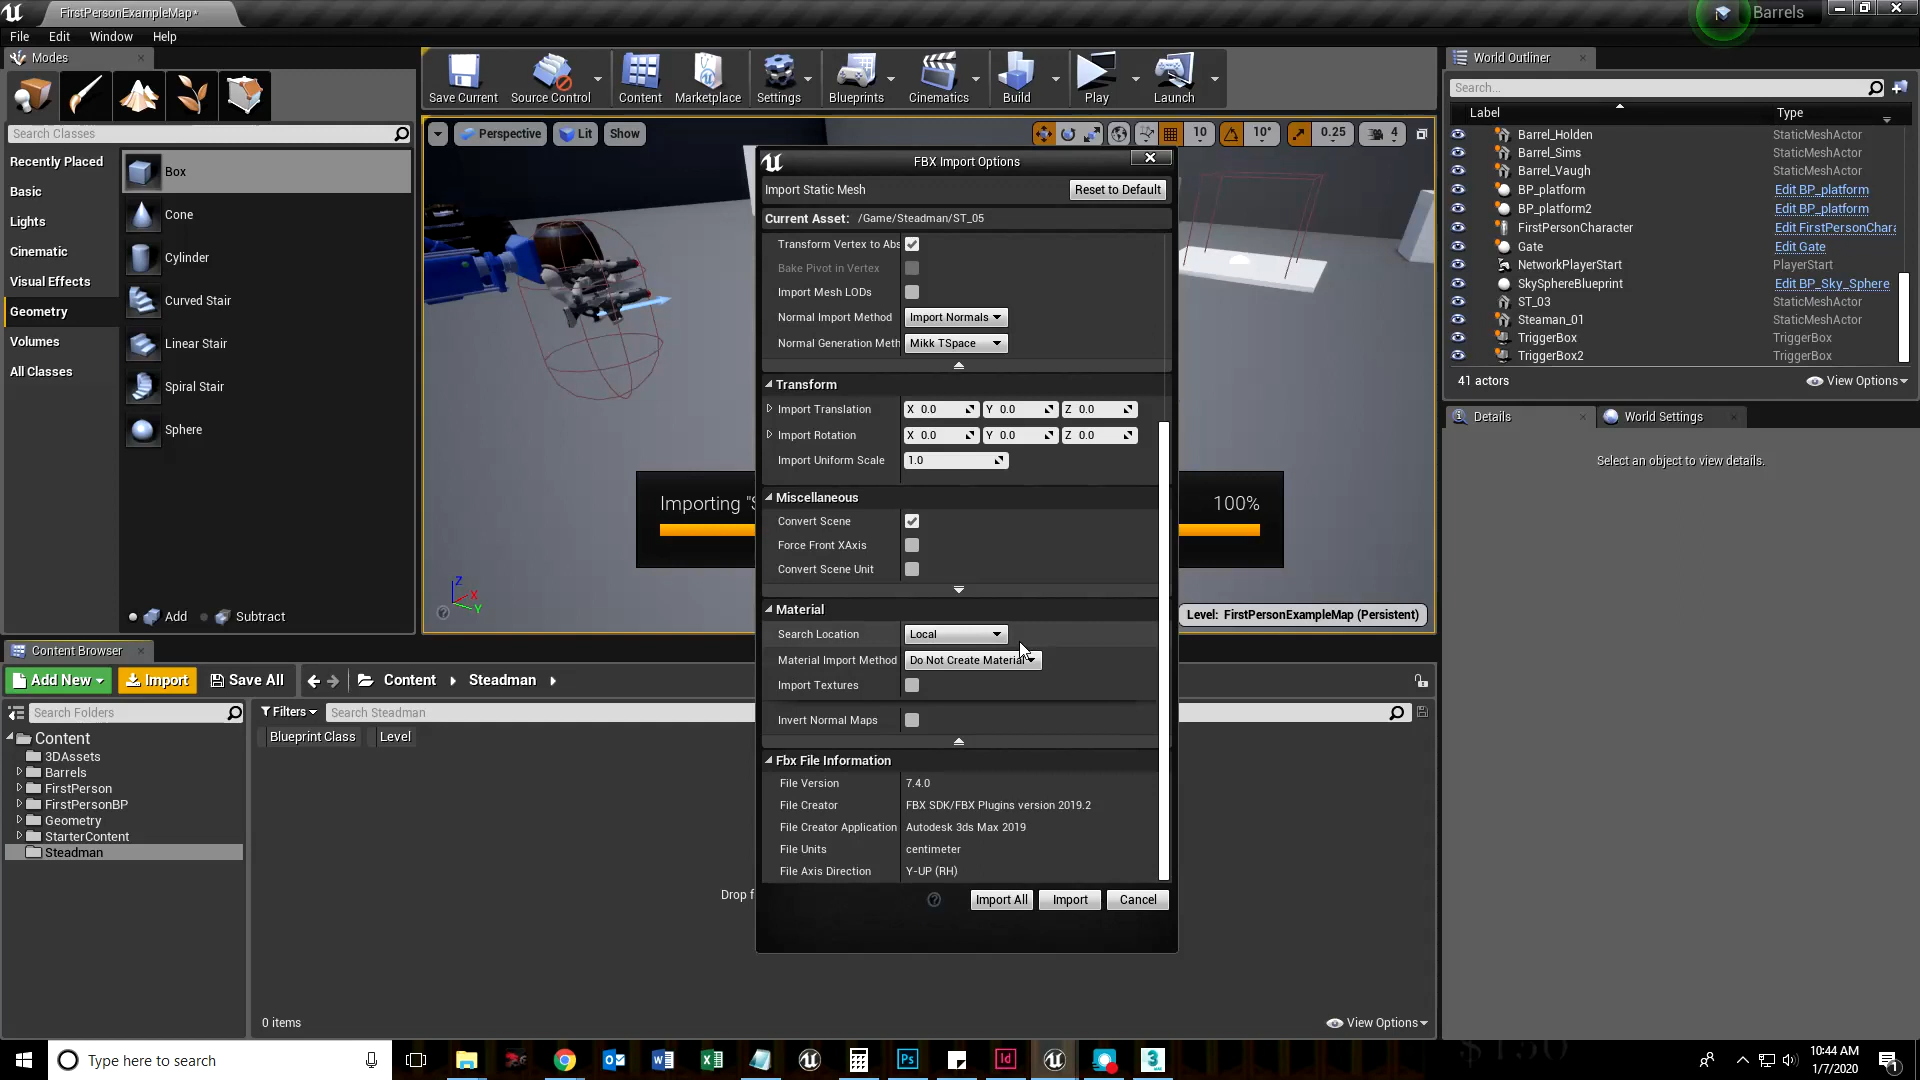 FirstPersonExampleMap*
Barrels
File Edit Window Help
Modes
Search Classes
Recently Placed
Basic
Lights
Cinematic
Visual Effects
Geometry
Volumes
All Classes
Box
Cone
Cylinder
Curved Stair
Linear Stair
Spiral Stair
Sphere
Add Subtract
Save Current Source Control Content Marketplace Settings Blueprints Cinematics Build Play Launch
Perspective Lit Show
10 10° 0.25 4
FBX Import Options
Import Static Mesh Reset to Default
Current Asset: /Game/Steadman/ST_05
Transform Vertex to Abs
Bake Pivot in Vertex
Import Mesh LODs
Normal Import Method Import Normals
Normal Generation Meth Mikk TSpace
Transform
Import Translation X 0.0 Y 0.0 Z 0.0
Import Rotation X 0.0 Y 0.0 Z 0.0
Import Uniform Scale 1.0
Miscellaneous
Convert Scene
Force Front XAxis
Convert Scene Unit
Material
Search Location Local
Material Import Method Do Not Create Material
Import Textures
Invert Normal Maps
Fbx File Information
File Version 7.4.0
File Creator FBX SDK/FBX Plugins version 2019.2
File Creator Application Autodesk 3ds Max 2019
File Units centimeter
File Axis Direction Y-UP (RH)
Import All Import Cancel
Importing "S
100%
Z X Y
Level: FirstPersonExampleMap (Persistent)
World Outliner
Search...
Label Type
Barrel_Holden StaticMeshActor
Barrel_Sims StaticMeshActor
Barrel_Vaugh StaticMeshActor
BP_platform Edit BP_platform
BP_platform2 Edit BP_platform
FirstPersonCharacter Edit FirstPersonChara
Gate Edit Gate
NetworkPlayerStart PlayerStart
SkySphereBlueprint Edit BP_Sky_Sphere
ST_03 StaticMeshActor
Steaman_01 StaticMeshActor
TriggerBox TriggerBox
TriggerBox2 TriggerBox
41 actors View Options
Details World Settings
Select an object to view details.
Content Browser
Add New Import Save All Content Steadman
Search Folders
Filters Search Steadman
Blueprint Class Level
Content
3DAssets
Barrels
FirstPerson
FirstPersonBP
Geometry
StarterContent
Steadman
Drop f
0 items View Options
$150
Type here to search
10:44 AM
1/7/2020